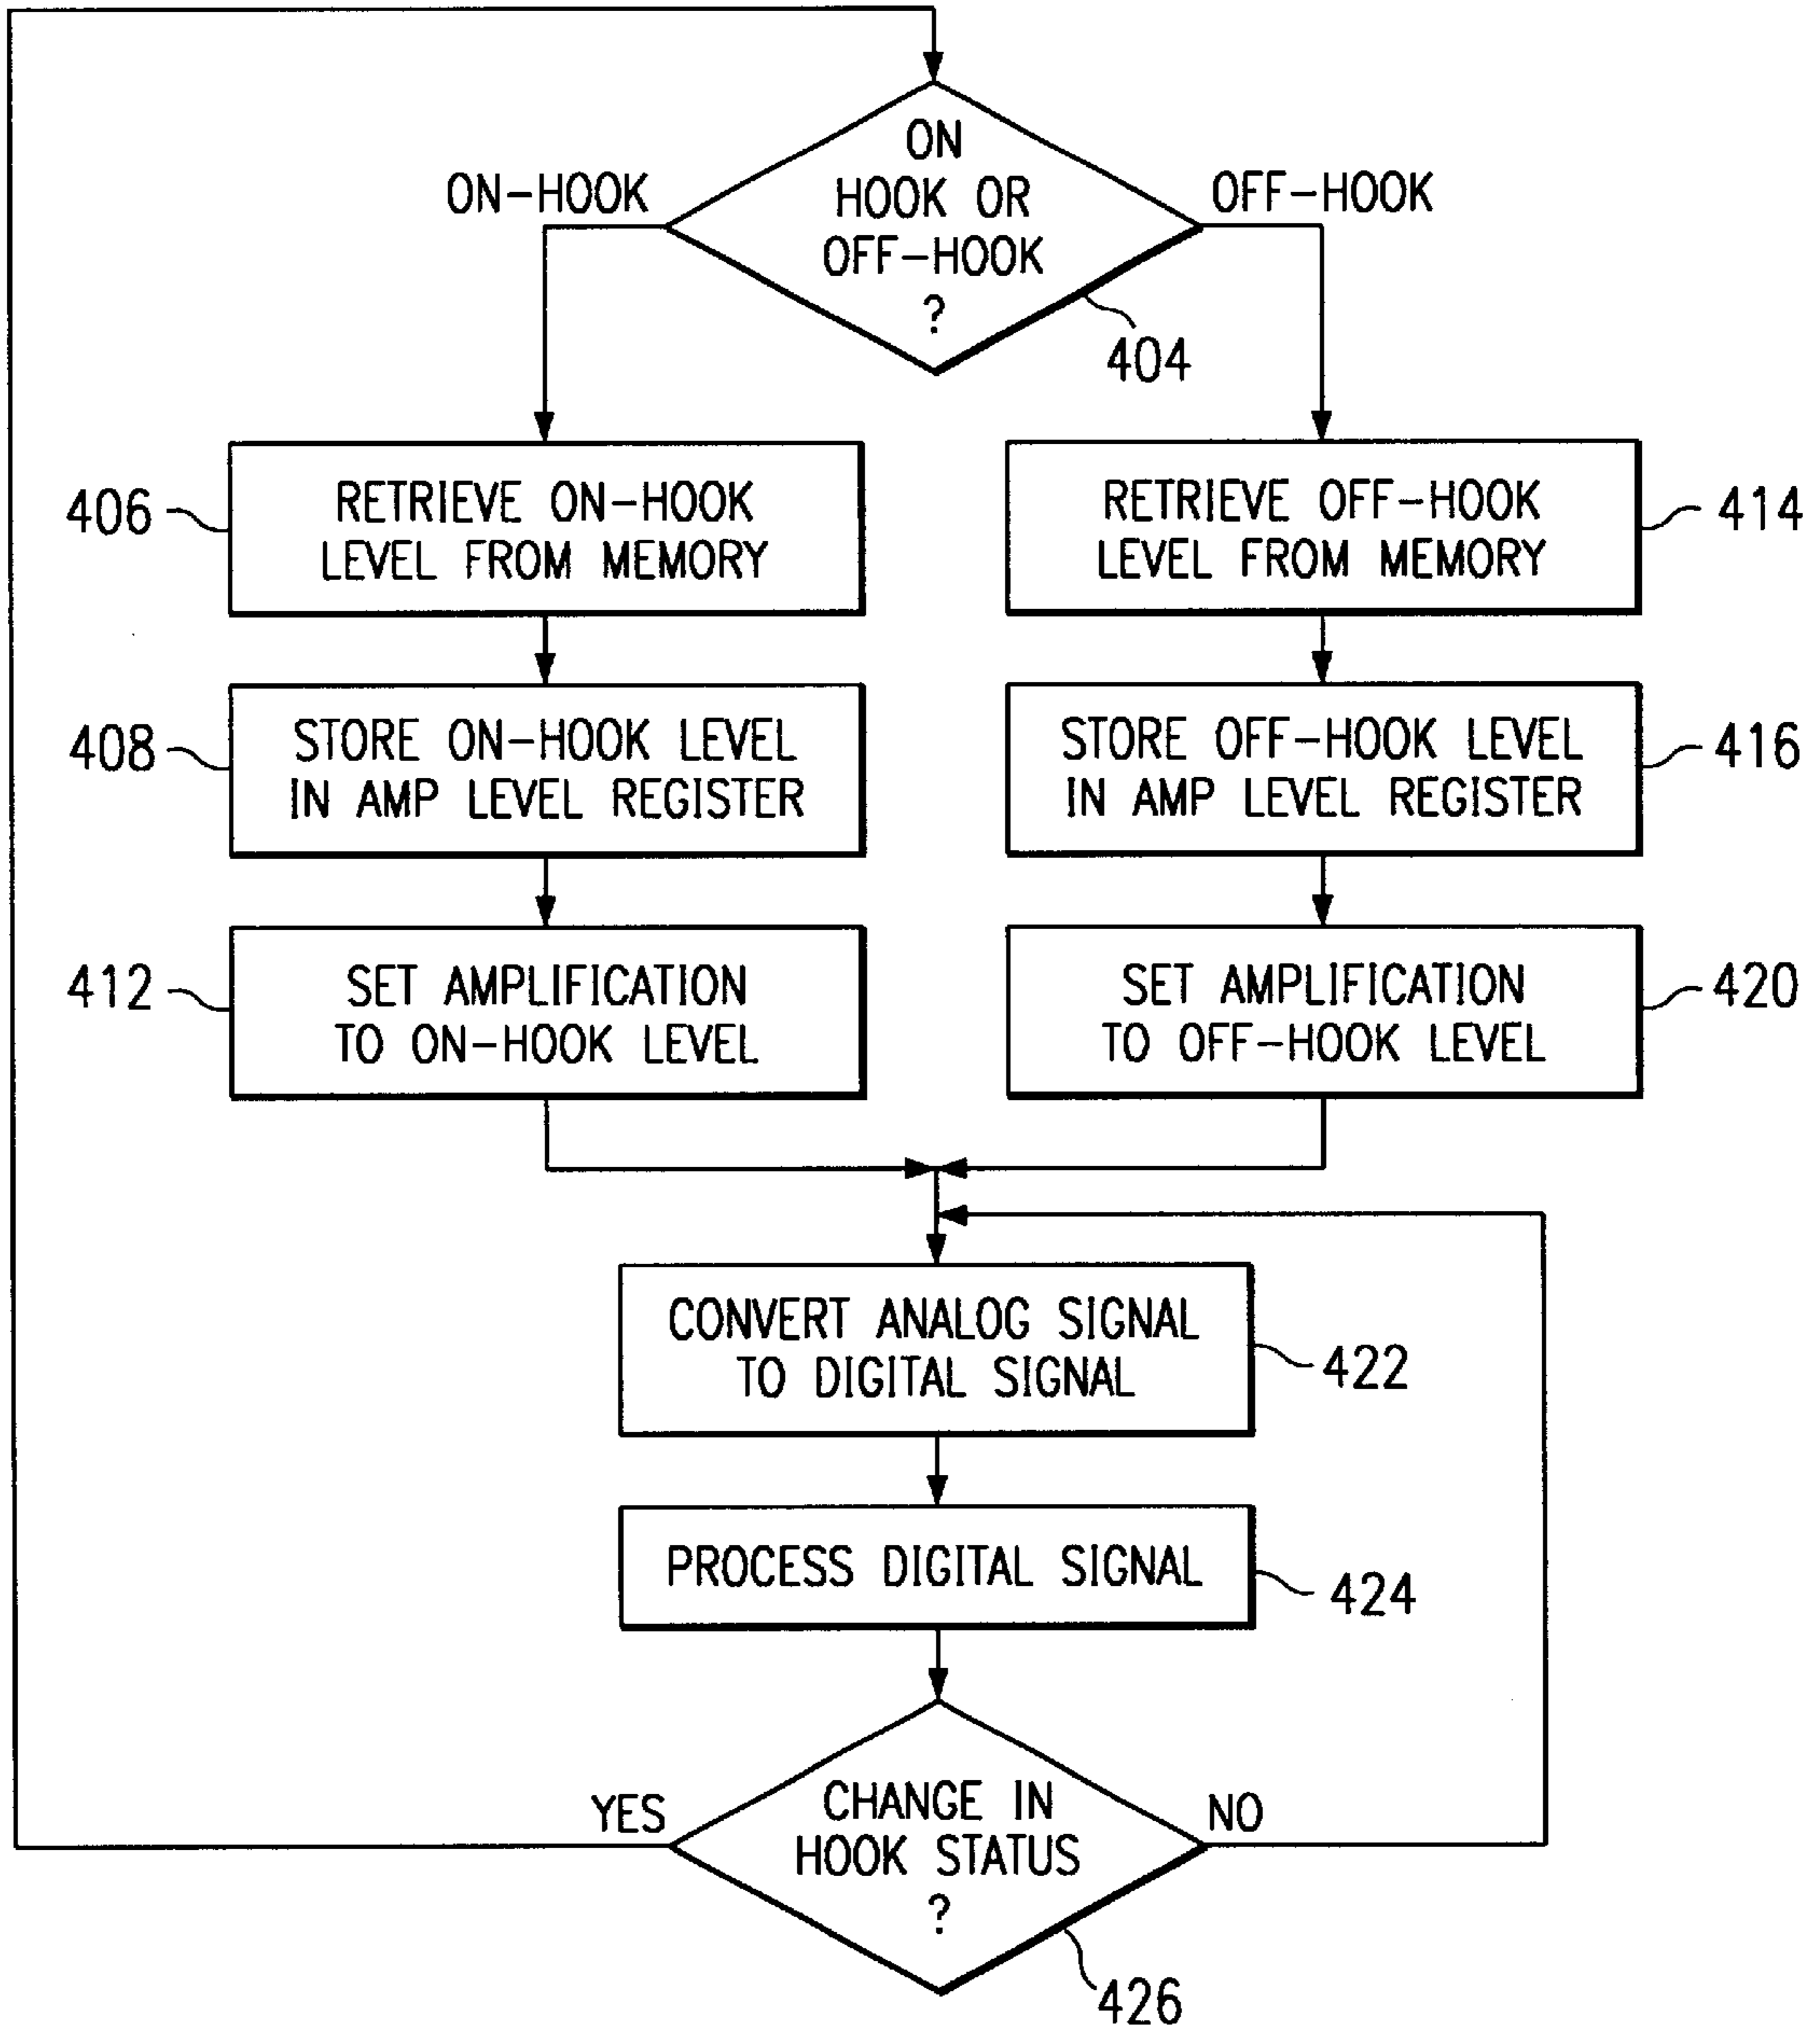 ON
HOOK OR
OFF-HOOK
?
ON-HOOK
OFF-HOOK
404
RETRIEVE ON-HOOK
LEVEL FROM MEMORY
406
RETRIEVE OFF-HOOK
LEVEL FROM MEMORY
414
STORE ON-HOOK LEVEL
IN AMP LEVEL REGISTER
408
STORE OFF-HOOK LEVEL
IN AMP LEVEL REGISTER
416
SET AMPLIFICATION
TO ON-HOOK LEVEL
412
SET AMPLIFICATION
TO OFF-HOOK LEVEL
420
CONVERT ANALOG SIGNAL
TO DIGITAL SIGNAL
422
PROCESS DIGITAL SIGNAL
424
YES
CHANGE IN
HOOK STATUS
?
NO
426